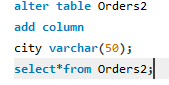 alter table Orders2
add column
city varchar(50);
select*from Orders2;